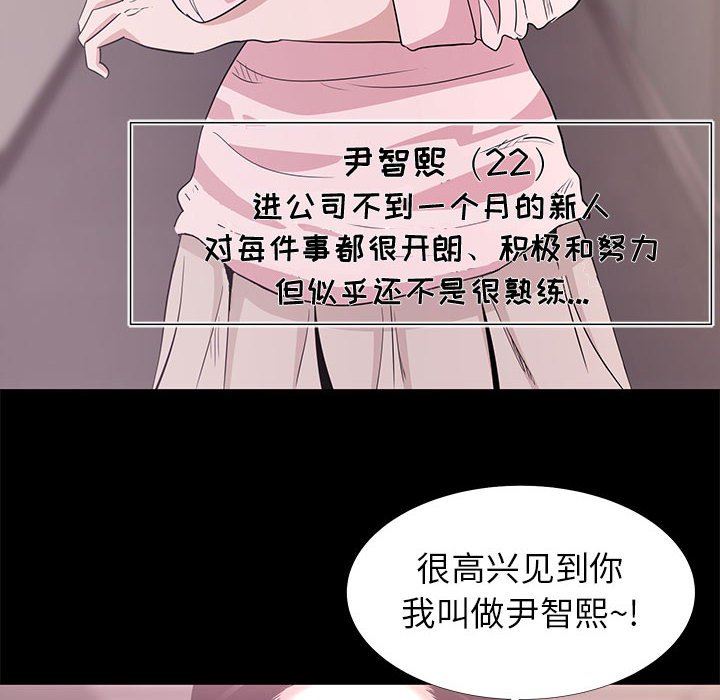 尹智熙（22）
进公司不到一个月的新人
对每件事都很开朗、积极和努力
但似乎还不是很熟练...
很高兴见到你
我叫做尹智熙~!